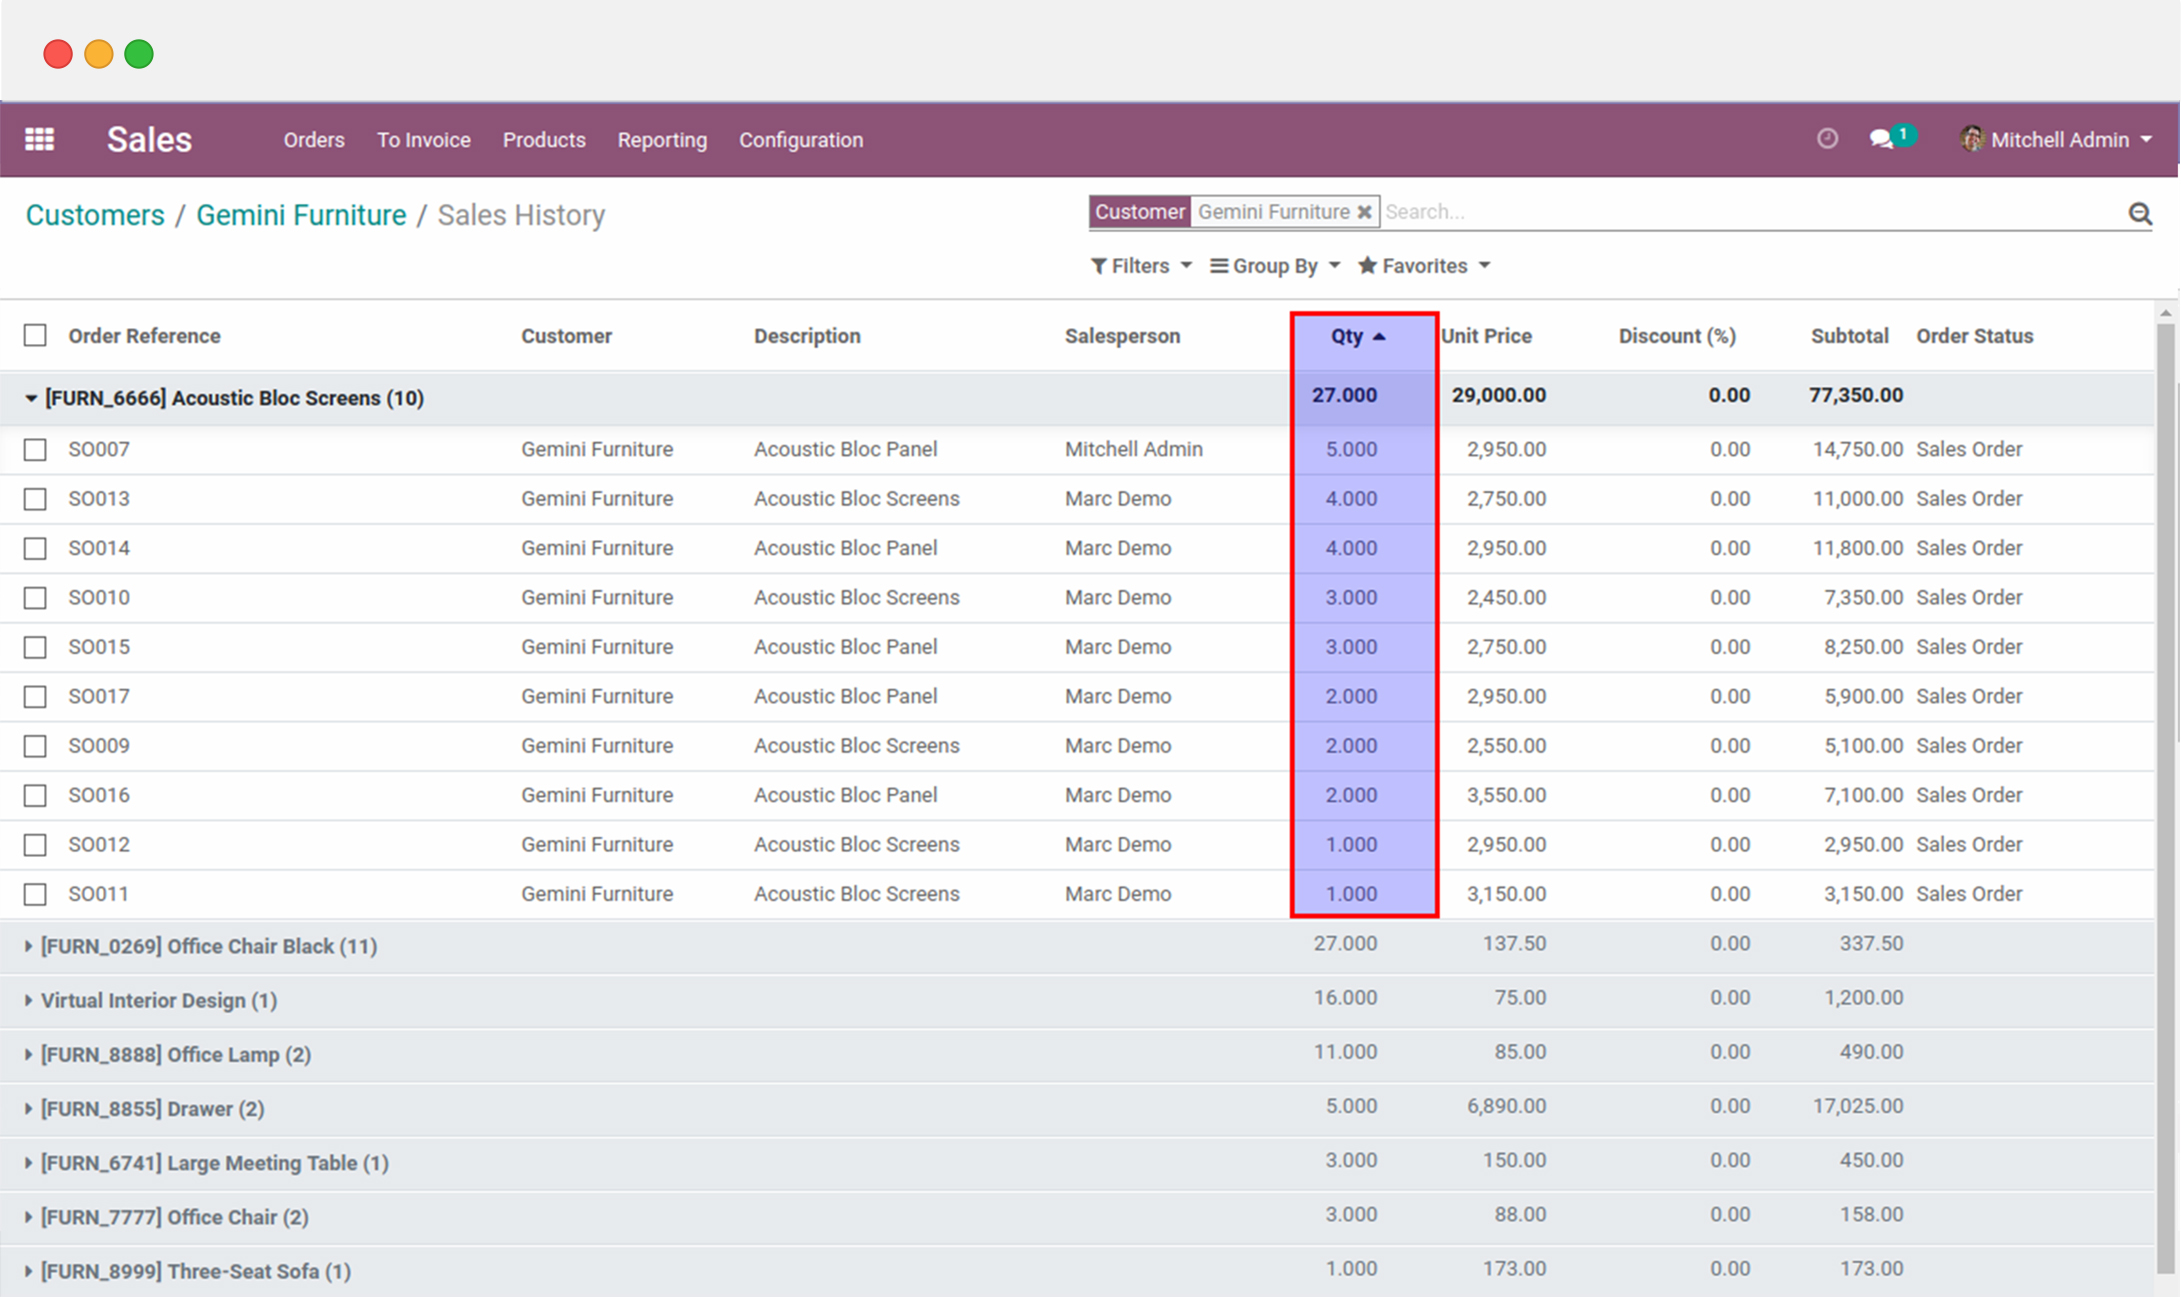 Sales Orders To Invoice Products Reporting Configuration 1 Mitchell Admin
Customers / Gemini Furniture / Sales History Customer Gemini Furniture Search...
Filters Group By Favorites
Order Reference Customer Description Salesperson Qty Unit Price Discount (%) Subtotal Order Status
[FURN_6666] Acoustic Bloc Screens (10) 27.000 29,000.00 0.00 77,350.00
SO007 Gemini Furniture Acoustic Bloc Panel Mitchell Admin 5.000 2,950.00 0.00 14,750.00 Sales Order
SO013 Gemini Furniture Acoustic Bloc Screens Marc Demo 4.000 2,750.00 0.00 11,000.00 Sales Order
SO014 Gemini Furniture Acoustic Bloc Panel Marc Demo 4.000 2,950.00 0.00 11,800.00 Sales Order
SO010 Gemini Furniture Acoustic Bloc Screens Marc Demo 3.000 2,450.00 0.00 7,350.00 Sales Order
SO015 Gemini Furniture Acoustic Bloc Panel Marc Demo 3.000 2,750.00 0.00 8,250.00 Sales Order
SO017 Gemini Furniture Acoustic Bloc Panel Marc Demo 2.000 2,950.00 0.00 5,900.00 Sales Order
SO009 Gemini Furniture Acoustic Bloc Screens Marc Demo 2.000 2,550.00 0.00 5,100.00 Sales Order
SO016 Gemini Furniture Acoustic Bloc Panel Marc Demo 2.000 3,550.00 0.00 7,100.00 Sales Order
SO012 Gemini Furniture Acoustic Bloc Screens Marc Demo 1.000 2,950.00 0.00 2,950.00 Sales Order
SO011 Gemini Furniture Acoustic Bloc Screens Marc Demo 1.000 3,150.00 0.00 3,150.00 Sales Order
[FURN_0269] Office Chair Black (11) 27.000 137.50 0.00 337.50
Virtual Interior Design (1) 16.000 75.00 0.00 1,200.00
[FURN_8888] Office Lamp (2) 11.000 85.00 0.00 490.00
[FURN_8855] Drawer (2) 5.000 6,890.00 0.00 17,025.00
[FURN_6741] Large Meeting Table (1) 3.000 150.00 0.00 450.00
[FURN_7777] Office Chair (2) 3.000 88.00 0.00 158.00
[FURN_8999] Three-Seat Sofa (1) 1.000 173.00 0.00 173.00